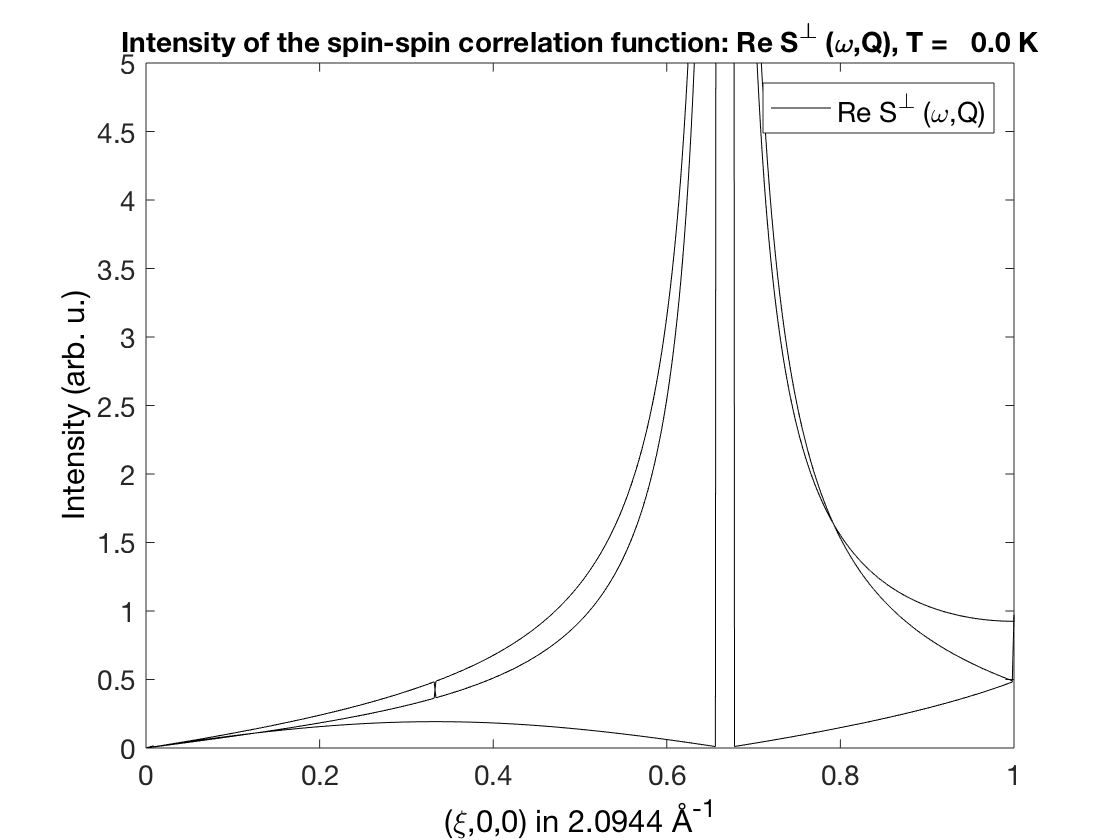 Intensity of the spin-spin correlation function: Re S⊥ (ω,Q), T =   0.0 K
Re S⊥ (ω,Q)
5
4.5
4
3.5
3
2.5
2
1.5
1
0.5
0
Intensity (arb. u.)
0 0.2 0.4 0.6 0.8 1
(ξ,0,0) in 2.0944 Å-1